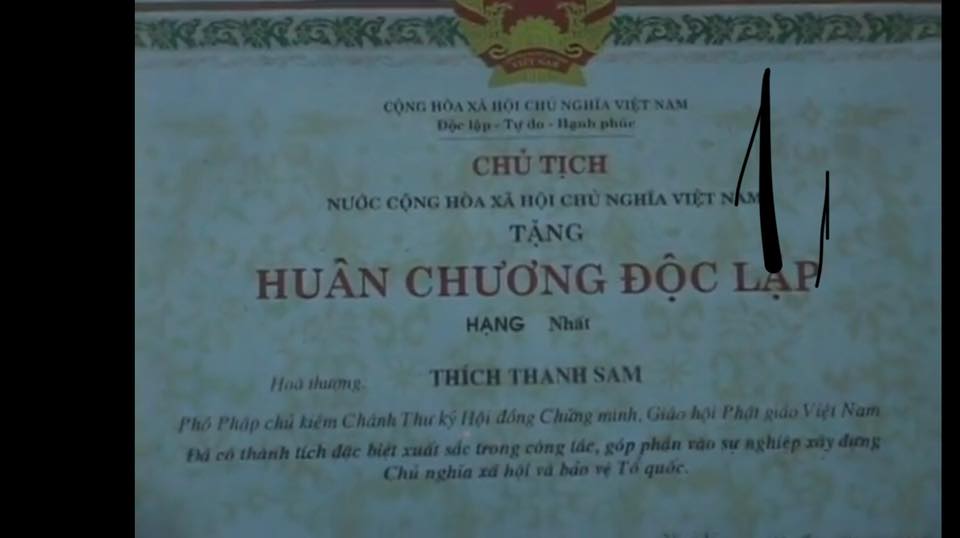 VIỆT NAM
CỘNG HÒA XÃ HỘI CHỦ NGHĨA VIỆT NAM
Độc lập - Tự do - Hạnh phúc
CHỦ TỊCH
NƯỚC CỘNG HÒA XÃ HỘI CHỦ NGHĨA VIỆT NAM
TẶNG
HUÂN CHƯƠNG ĐỘC LẬP
HẠNG Nhất
Hoà thượng. THÍCH THANH SAM
Phó Pháp chủ kiêm Chánh Thư ký Hội đồng Chứng minh, Giáo hội Phật giáo Việt Nam
Đã có thành tích đặc biệt xuất sắc trong công tác, góp phần vào sự nghiệp xây dựng
Chủ nghĩa xã hội và bảo vệ Tổ quốc.